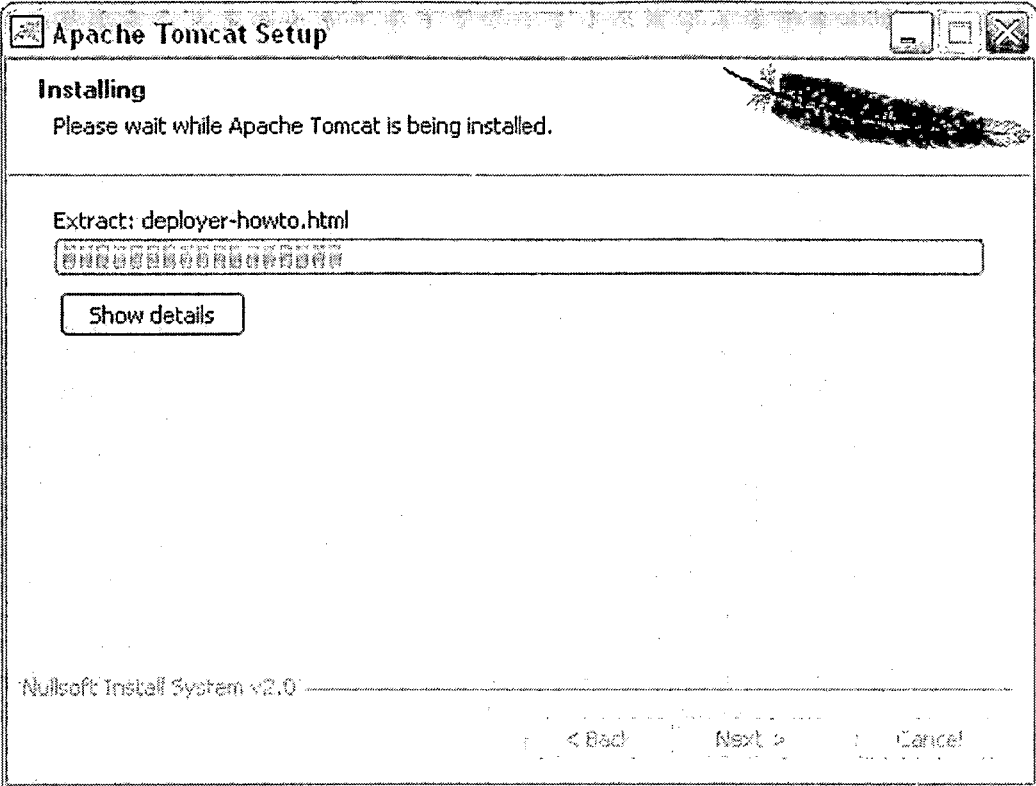 Apache Tomcat Setup
Installing
Please wait while Apache Tomcat is being installed.
Extract: deployer-howto.html
Show details
Nullsoft Install System v2.0
< Back Next > Cancel